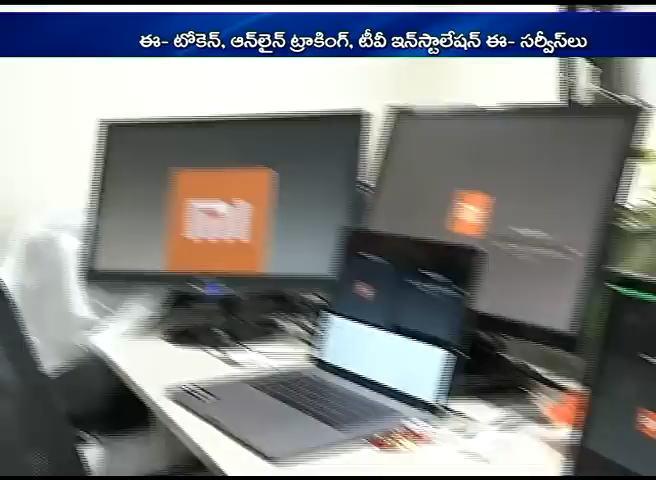 ఈ- టోకెన్, ఆన్‌లైన్ ట్రాకింగ్, టీవీ ఇన్‌స్టాలేషన్ ఈ- సర్వీస్‌లు